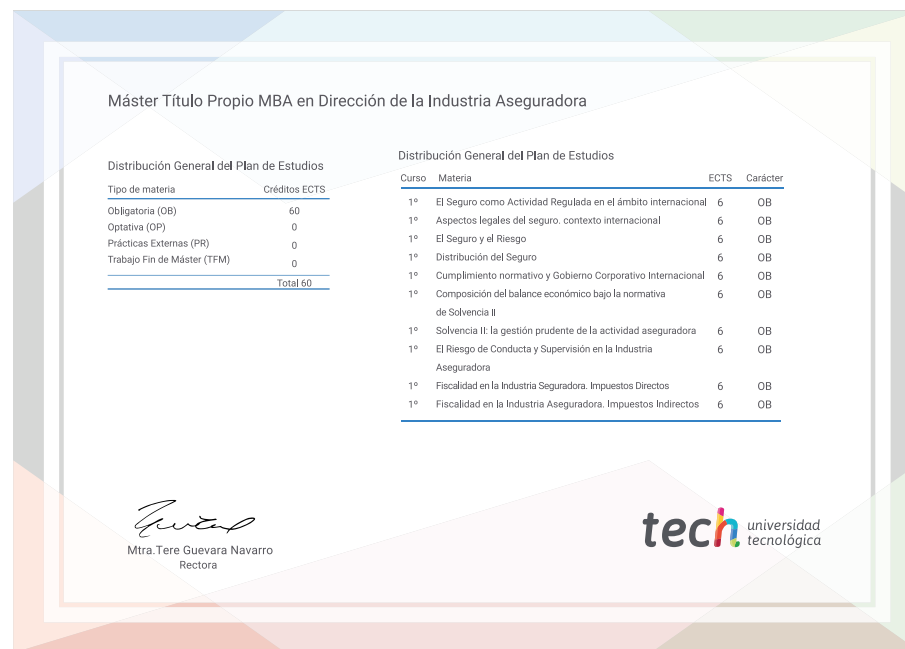 Máster Título Propio MBA en Dirección de la Industria Aseguradora
Distribución General del Plan de Estudios
Tipo de materia Créditos ECTS
Obligatoria (OB) 60
Optativa (OP) 0
Prácticas Externas (PR) 0
Trabajo Fin de Máster (TFM) 0
Total 60
Distribución General del Plan de Estudios
Curso Materia ECTS Carácter
1º El Seguro como Actividad Regulada en el ámbito internacional 6 OB
1º Aspectos legales del seguro. contexto internacional 6 OB
1º El Seguro y el Riesgo 6 OB
1º Distribución del Seguro 6 OB
1º Cumplimiento normativo y Gobierno Corporativo Internacional 6 OB
1º Composición del balance económico bajo la normativa 6 OB
de Solvencia II
1º Solvencia II: la gestión prudente de la actividad aseguradora 6 OB
1º El Riesgo de Conducta y Supervisión en la Industria 6 OB
Aseguradora
1º Fiscalidad en la Industria Seguradora. Impuestos Directos 6 OB
1º Fiscalidad en la Industria Aseguradora. Impuestos Indirectos 6 OB
Mtra.Tere Guevara Navarro
Rectora
tech universidad
tecnológica